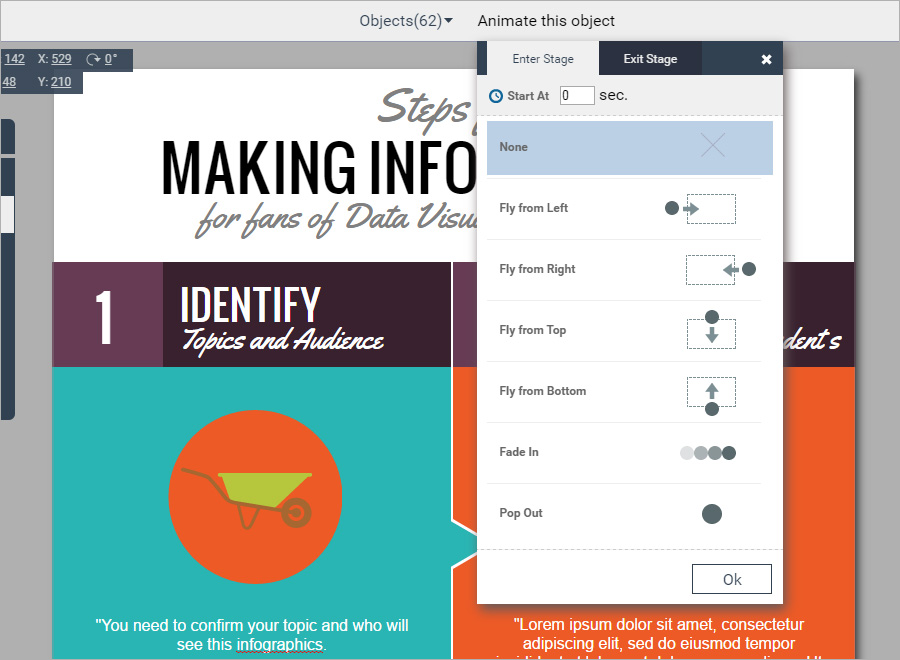 Objects(62) Animate this object
142 X: 529 0°
48 Y: 210
Enter Stage Exit Stage
Start At 0 sec.
None
Fly from Left
Fly from Right
Fly from Top
Fly from Bottom
Fade In
Pop Out
Ok
Steps
MAKING INFO
for fans of Data Visu
1 IDENTIFY
Topics and Audience
dent s
"You need to confirm your topic and who will
see this infographics.
"Lorem ipsum dolor sit amet, consectetur
adipiscing elit, sed do eiusmod tempor